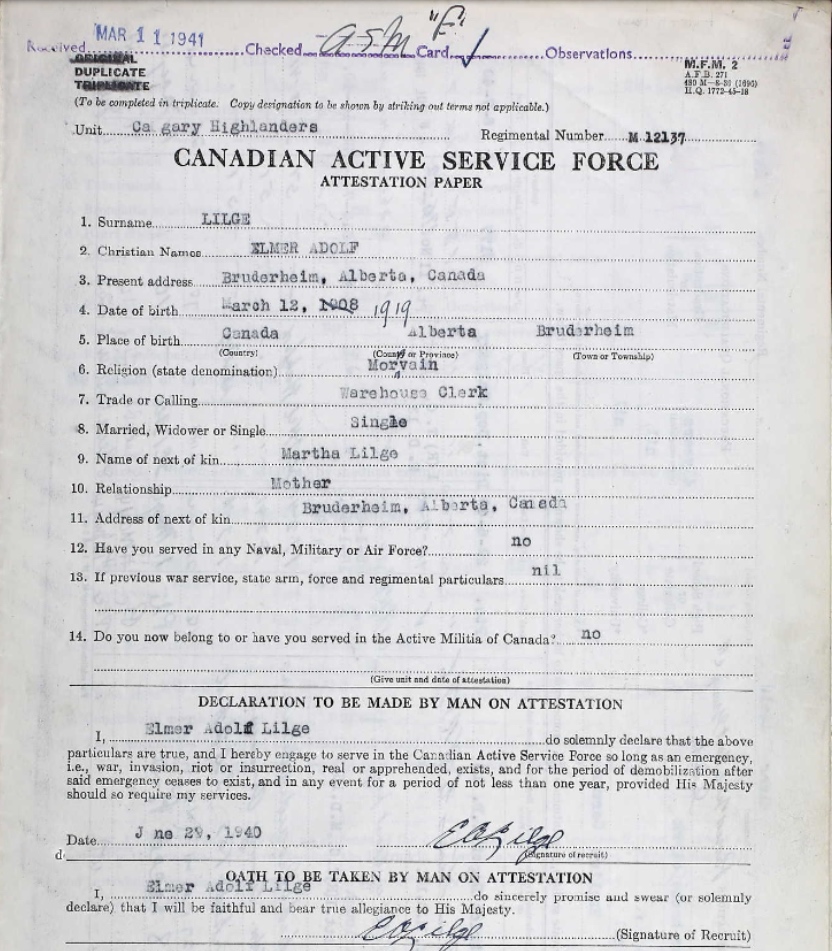 "E"
Received MAR 11 1941 Checked ASM Card ✓ Observations
ORIGINAL
DUPLICATE
TRIPLICATE
M.F.M. 2
A.F.B. 271
H.Q. 1772-45-18
(To be completed in triplicate. Copy designation to be shown by striking out terms not applicable.)
Unit Ca gary Highlanders Regimental Number M 12137
CANADIAN ACTIVE SERVICE FORCE
ATTESTATION PAPER
1. Surname LILGE
2. Christian Names ELMER ADOLF
3. Present address Bruderheim, Alberta, Canada
4. Date of birth March 12, 1908 1919
5. Place of birth Canada Alberta Bruderheim
(Country) (County or Province) (Town or Township)
6. Religion (state denomination) Morvain
7. Trade or Calling Warehouse Clerk
8. Married, Widower or Single Single
9. Name of next of kin Martha Lilge
10. Relationship Mother
11. Address of next of kin Bruderheim, Alberta, Canada
12. Have you served in any Naval, Military or Air Force? no
13. If previous war service, state arm, force and regimental particulars nil
14. Do you now belong to or have you served in the Active Militia of Canada? no
(Give unit and date of attestation)
DECLARATION TO BE MADE BY MAN ON ATTESTATION
I, Elmer Adolf Lilge do solemnly declare that the above
particulars are true, and I hereby engage to serve in the Canadian Active Service Force so long as an emergency,
i.e., war, invasion, riot or insurrection, real or apprehended, exists, and for the period of demobilization after
said emergency ceases to exist, and in any event for a period of not less than one year, provided His Majesty
should so require my services.
Date J ne 29, 1940 E A Lilge
(Signature of recruit)
OATH TO BE TAKEN BY MAN ON ATTESTATION
I, Elmer Adolf Lilge do sincerely promise and swear (or solemnly
declare) that I will be faithful and bear true allegiance to His Majesty.
E A Lilge (Signature of Recruit)